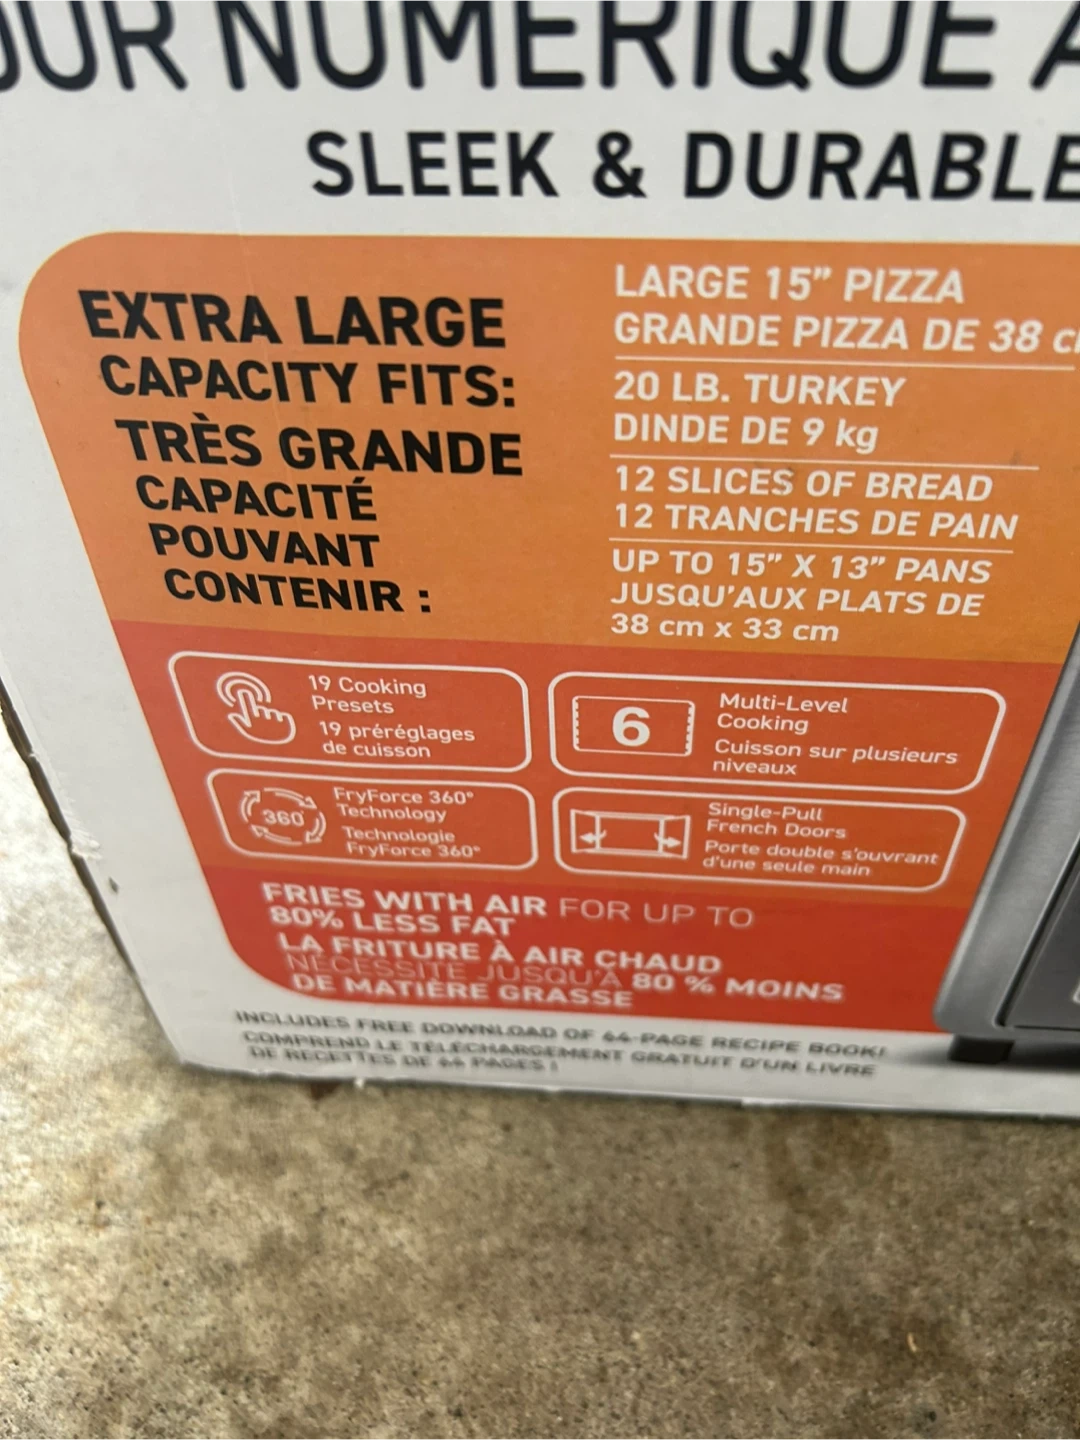 OUR NUMÉRIQUE A
SLEEK & DURABLE
EXTRA LARGE
CAPACITY FITS:
TRÈS GRANDE
CAPACITÉ
POUVANT
CONTENIR :
LARGE 15” PIZZA
GRANDE PIZZA DE 38 c
20 LB. TURKEY
DINDE DE 9 kg
12 SLICES OF BREAD
12 TRANCHES DE PAIN
UP TO 15” X 13” PANS
JUSQU’AUX PLATS DE
38 cm x 33 cm
19 Cooking
Presets
19 préréglages
de cuisson
6
Multi-Level
Cooking
Cuisson sur plusieurs
niveaux
360°
FryForce 360°
Technology
Technologie
FryForce 360°
Single-Pull
French Doors
Porte double s’ouvrant
d’une seule main
FRIES WITH AIR FOR UP TO
80% LESS FAT
LA FRITURE À AIR CHAUD
NÉCESSITE JUSQU’À 80 % MOINS
DE MATIÈRE GRASSE
INCLUDES FREE DOWNLOAD OF 44-PAGE RECIPE BOOK!
COMPREND LE TÉLÉCHARGEMENT GRATUIT D’UN LIVRE
DE RECETTES DE 44 PAGES !